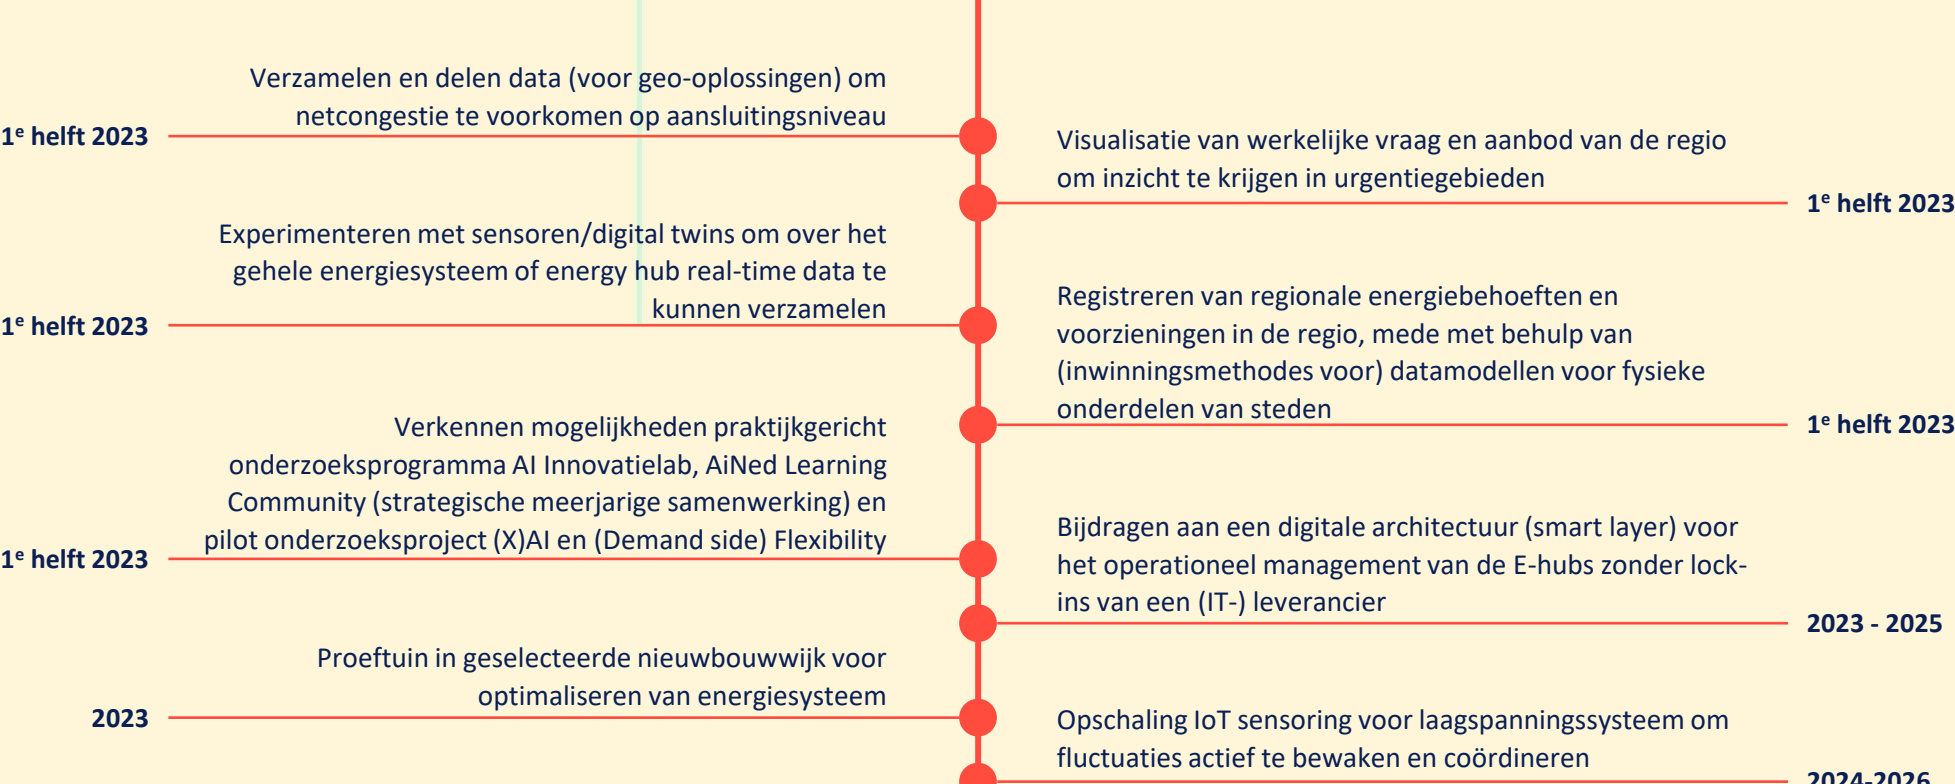 Verzamelen en delen data (voor geo-oplossingen) om
netcongestie te voorkomen op aansluitingsniveau
1e helft 2023
Visualisatie van werkelijke vraag en aanbod van de regio
om inzicht te krijgen in urgentiegebieden
1e helft 2023
Experimenteren met sensoren/digital twins om over het
gehele energiesysteem of energy hub real-time data te
kunnen verzamelen
1e helft 2023
Registreren van regionale energiebehoeften en
voorzieningen in de regio, mede met behulp van
(inwinningsmethodes voor) datamodellen voor fysieke
onderdelen van steden
1e helft 2023
Verkennen mogelijkheden praktijkgericht
onderzoeksprogramma AI Innovatielab, AiNed Learning
Community (strategische meerjarige samenwerking) en
pilot onderzoeksproject (X)AI en (Demand side) Flexibility
1e helft 2023
Bijdragen aan een digitale architectuur (smart layer) voor
het operationeel management van de E-hubs zonder lock-
ins van een (IT-) leverancier
2023 - 2025
Proeftuin in geselecteerde nieuwbouwwijk voor
optimaliseren van energiesysteem
2023
Opschaling IoT sensoring voor laagspanningssysteem om
fluctuaties actief te bewaken en coördineren
2024-2026